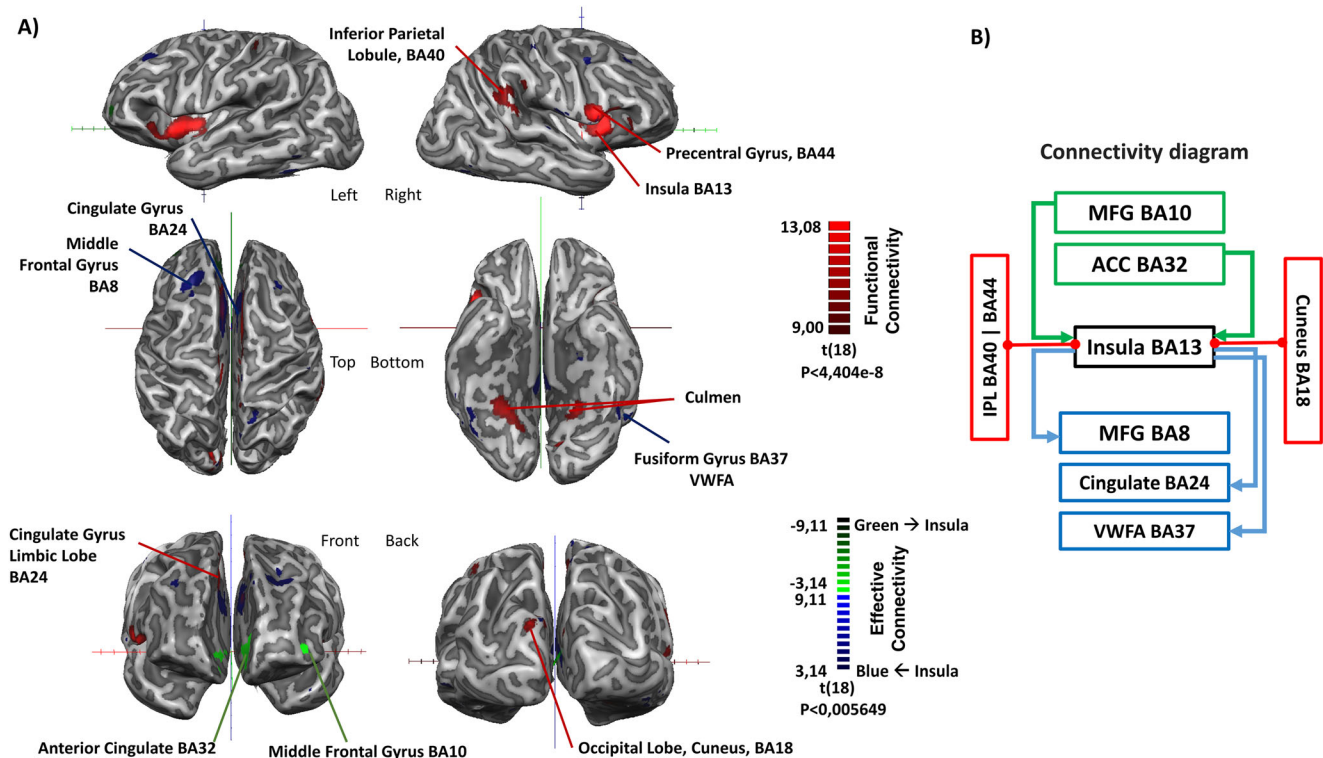 A)
Inferior Parietal
Lobule, BA40
Precentral Gyrus, BA44
Insula BA13
Left Right
Cingulate Gyrus
BA24
Middle
Frontal Gyrus
BA8
Top Bottom
Culmen
Fusiform Gyrus BA37
VWFA
13,08
9,00
Functional
Connectivity
t(18)
P<4,404e-8
Cingulate Gyrus
Limbic Lobe
BA24
Front Back
Anterior Cingulate BA32
Middle Frontal Gyrus BA10
Occipital Lobe, Cuneus, BA18
-9,11
Green → Insula
-3,14
9,11
Effective
Connectivity
3,14
Blue ← Insula
t(18)
P<0,005649
B)
Connectivity diagram
MFG BA10
ACC BA32
IPL BA40 | BA44
Insula BA13
Cuneus BA18
MFG BA8
Cingulate BA24
VWFA BA37